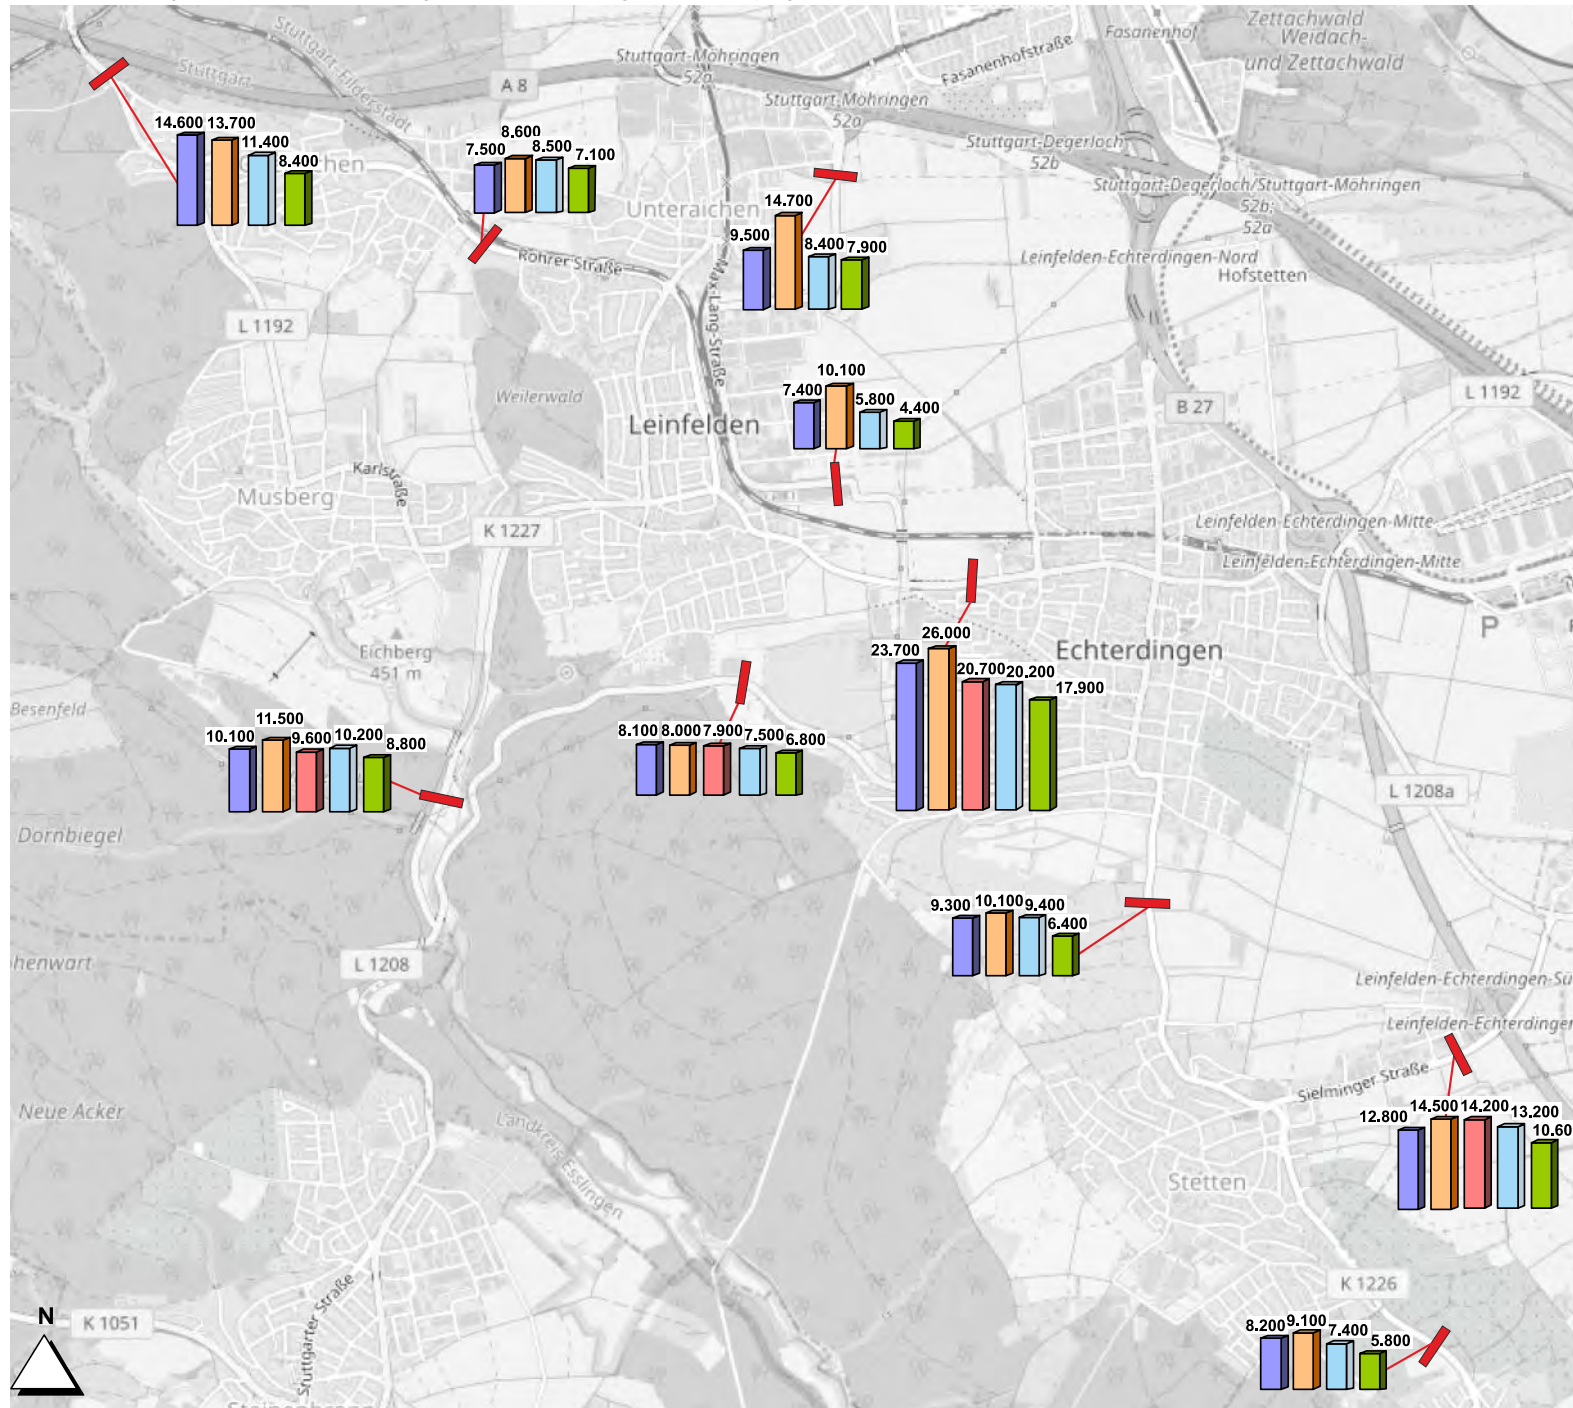 Zettachwald
Weidach-
und Zettachwald
Fasanenhof
Fasanenhofstraße
Stuttgart-Möhringen
52a
Stuttgart-Filderstadt
Stuttgart
A 8
Stuttgart-Möhringen
52a
Stuttgart-Degerloch
52b
Stuttgart-Degerloch/Stuttgart-Möhringen
52b;
52a
14.600
13.700
11.400
8.400
7.500
8.600
8.500
7.100
Unteraichen
9.500
14.700
8.400
7.900
Rohrer Straße
Max-Lang-Straße
Leinfelden-Echterdingen-Nord
Hofstetten
L 1192
Weilerwald
7.400
10.100
5.800
4.400
L 1192
B 27
Leinfelden
Karlstraße
Musberg
K 1227
Leinfelden-Echterdingen-Mitte
Leinfelden-Echterdingen-Mitte
P
Eichberg
451 m
Echterdingen
23.700
26.000
20.700
20.200
17.900
Besenfeld
10.100
11.500
9.600
10.200
8.800
8.100
8.000
7.900
7.500
6.800
L 1208a
Dornbiegel
9.300
10.100
9.400
6.400
henwart
L 1208
Leinfelden-Echterdingen-Sü
Leinfelden-Echterdingen
Sielminger Straße
Neue Äcker
Landkreis Esslingen
12.800
14.500
14.200
13.200
10.60
Stetten
K 1226
Stuttgarter Straße
N
K 1051
8.200
9.100
7.400
5.800